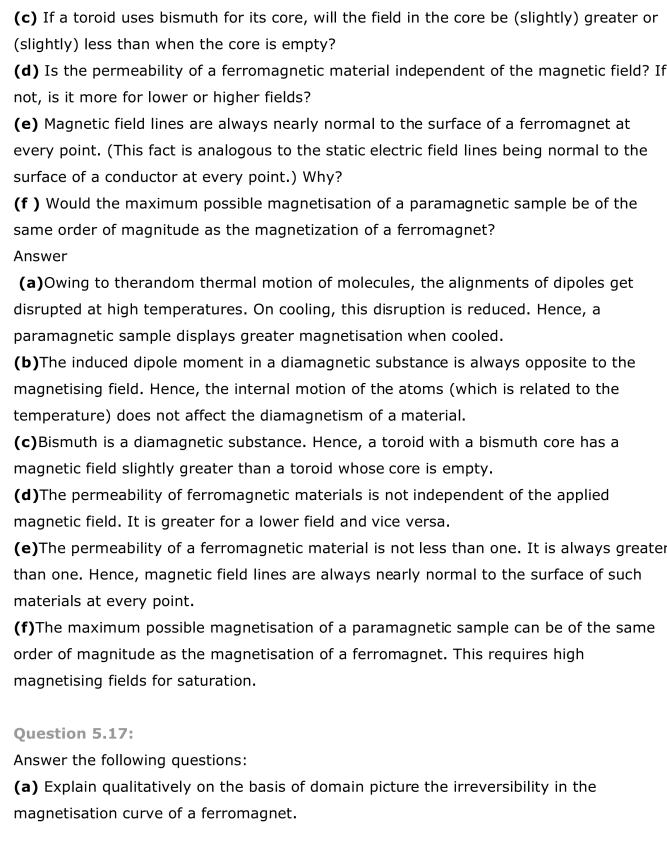 (c) If a toroid uses bismuth for its core, will the field in the core be (slightly) greater or
(slightly) less than when the core is empty?
(d) Is the permeability of a ferromagnetic material independent of the magnetic field? If
not, is it more for lower or higher fields?
(e) Magnetic field lines are always nearly normal to the surface of a ferromagnet at
every point. (This fact is analogous to the static electric field lines being normal to the
surface of a conductor at every point.) Why?
(f ) Would the maximum possible magnetisation of a paramagnetic sample be of the
same order of magnitude as the magnetization of a ferromagnet?
Answer
(a)Owing to therandom thermal motion of molecules, the alignments of dipoles get
disrupted at high temperatures. On cooling, this disruption is reduced. Hence, a
paramagnetic sample displays greater magnetisation when cooled.
(b)The induced dipole moment in a diamagnetic substance is always opposite to the
magnetising field. Hence, the internal motion of the atoms (which is related to the
temperature) does not affect the diamagnetism of a material.
(c)Bismuth is a diamagnetic substance. Hence, a toroid with a bismuth core has a
magnetic field slightly greater than a toroid whose core is empty.
(d)The permeability of ferromagnetic materials is not independent of the applied
magnetic field. It is greater for a lower field and vice versa.
(e)The permeability of a ferromagnetic material is not less than one. It is always greater
than one. Hence, magnetic field lines are always nearly normal to the surface of such
materials at every point.
(f)The maximum possible magnetisation of a paramagnetic sample can be of the same
order of magnitude as the magnetisation of a ferromagnet. This requires high
magnetising fields for saturation.
Question 5.17:
Answer the following questions:
(a) Explain qualitatively on the basis of domain picture the irreversibility in the
magnetisation curve of a ferromagnet.